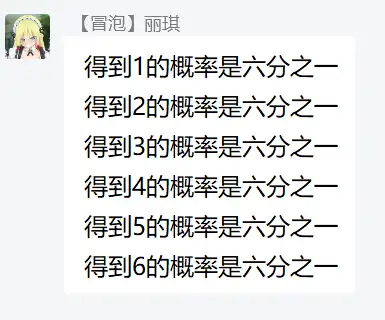 【冒泡】丽琪
得到1的概率是六分之一
得到2的概率是六分之一
得到3的概率是六分之一
得到4的概率是六分之一
得到5的概率是六分之一
得到6的概率是六分之一